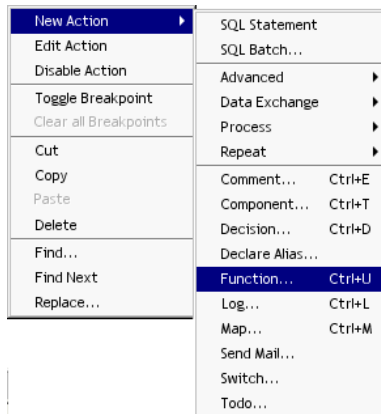 New Action
Edit Action
Disable Action
Toggle Breakpoint
Clear all Breakpoints
Cut
Copy
Paste
Delete
Find...
Find Next
Replace...
SQL Statement
SQL Batch...
Advanced
Data Exchange
Process
Repeat
Comment... Ctrl+E
Component... Ctrl+T
Decision... Ctrl+D
Declare Alias...
Function... Ctrl+U
Log... Ctrl+L
Map... Ctrl+M
Send Mail...
Switch...
Todo...